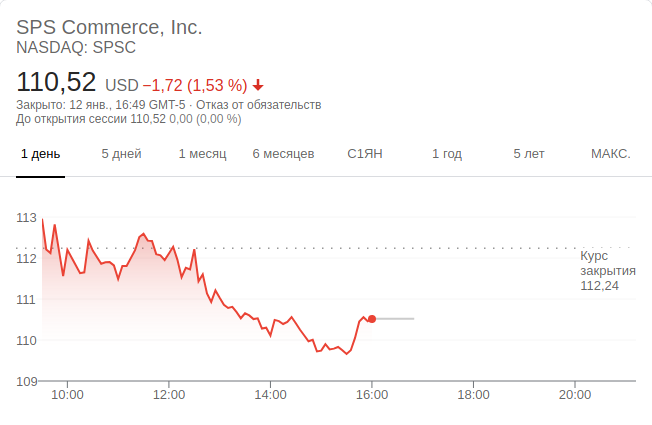 SPS Commerce, Inc.
NASDAQ: SPSC
110,52 USD −1,72 (1,53 %)
Закрыто: 12 янв., 16:49 GMT-5 · Отказ от обязательств
До открытия сессии 110,52 0,00 (0,00 %)
1 день 5 дней 1 месяц 6 месяцев С1ЯН 1 год 5 лет МАКС.
113
112
111
110
109
Курс
закрытия
112,24
10:00 12:00 14:00 16:00 18:00 20:00